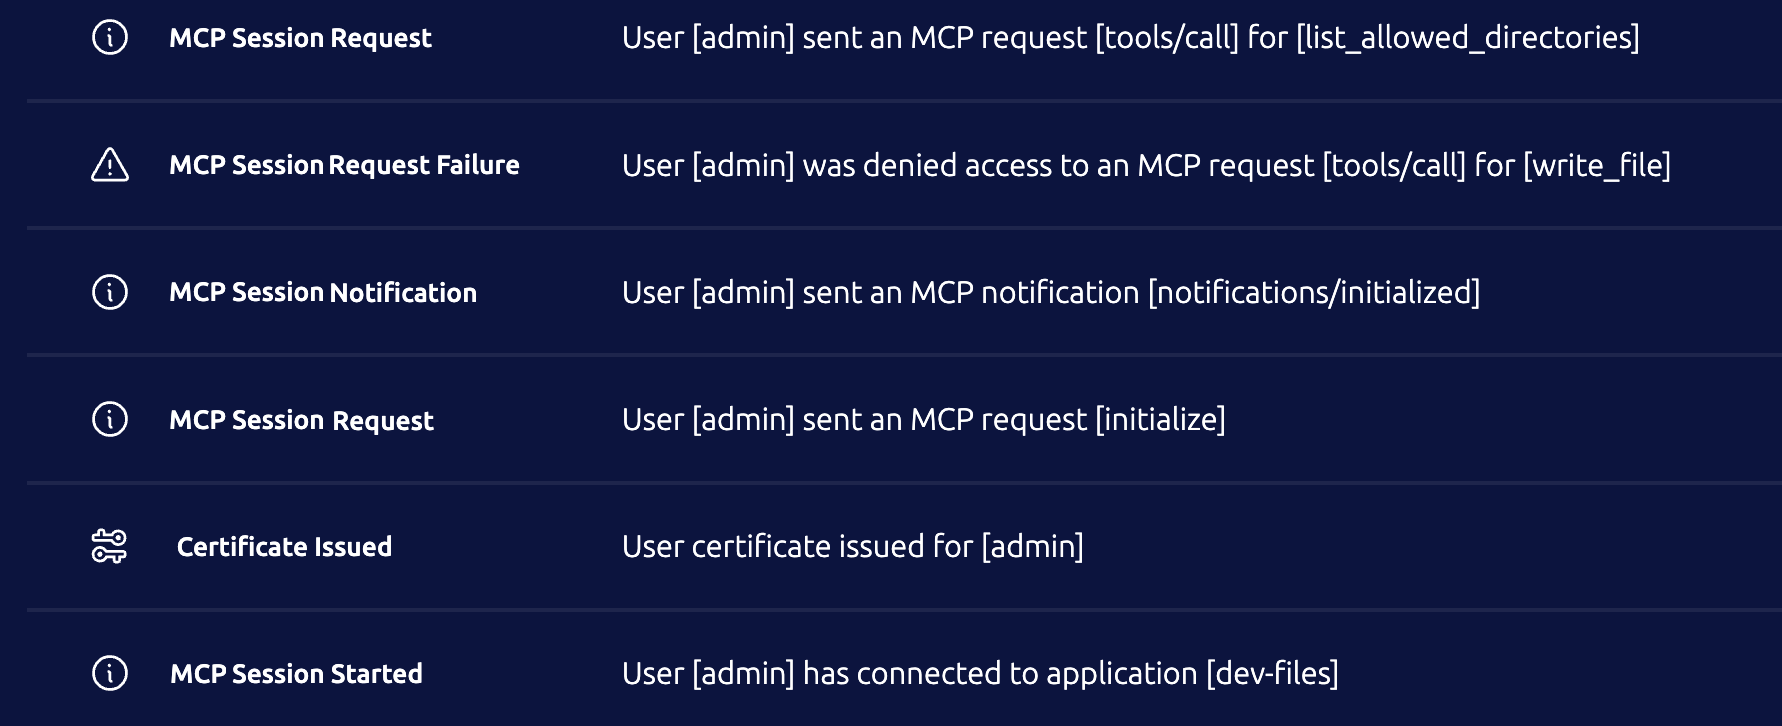 MCP Session Request User [admin] sent an MCP request [tools/call] for [list_allowed_directories]
MCP Session Request Failure User [admin] was denied access to an MCP request [tools/call] for [write_file]
MCP Session Notification User [admin] sent an MCP notification [notifications/initialized]
MCP Session Request User [admin] sent an MCP request [initialize]
Certificate Issued User certificate issued for [admin]
MCP Session Started User [admin] has connected to application [dev-files]